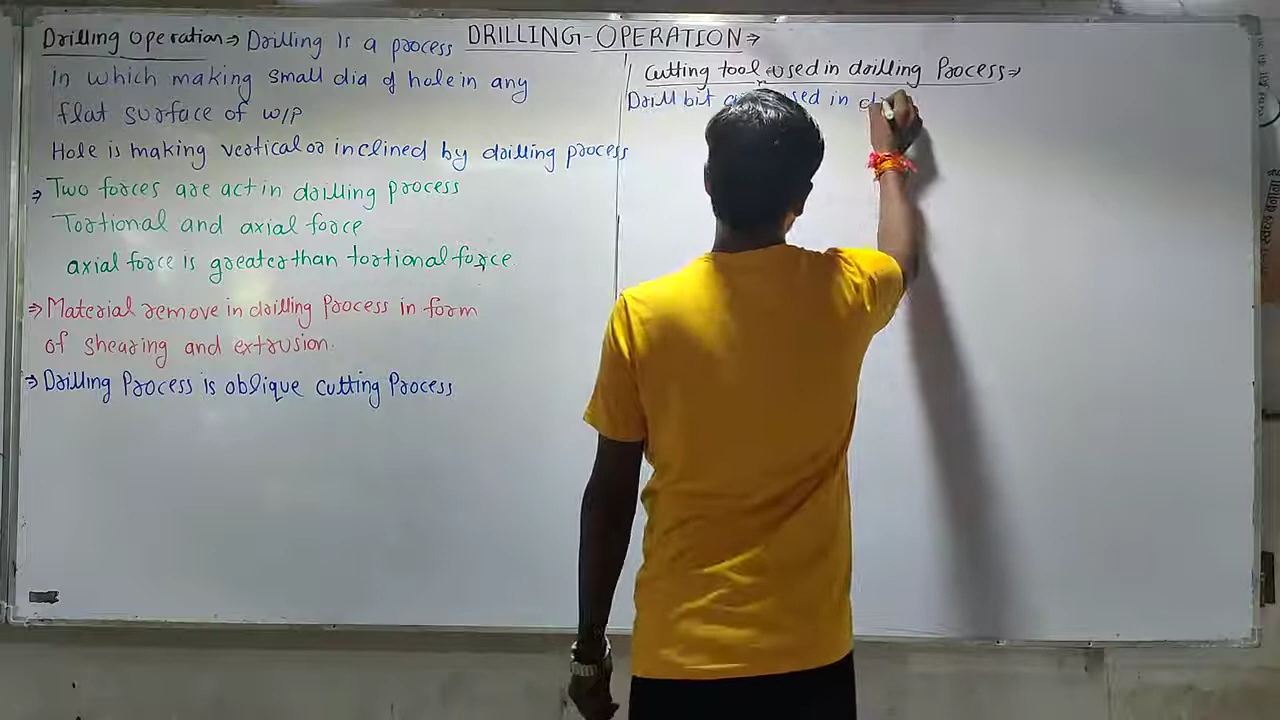 DRILLING-OPERATION⇒
Drilling operation⇒ Drilling is a process
in which making small dia of hole in any
flat surface of w/p
Hole is making vertical or inclined by drilling process
⇒ Two forces are act in drilling process
Tortional and axial force
axial force is greater than tortional force.
⇒ Material remove in drilling Process in form
of shearing and extrusion.
⇒ Drilling Process is oblique cutting Process
Cutting tool used in drilling Process⇒
Drill bit used in